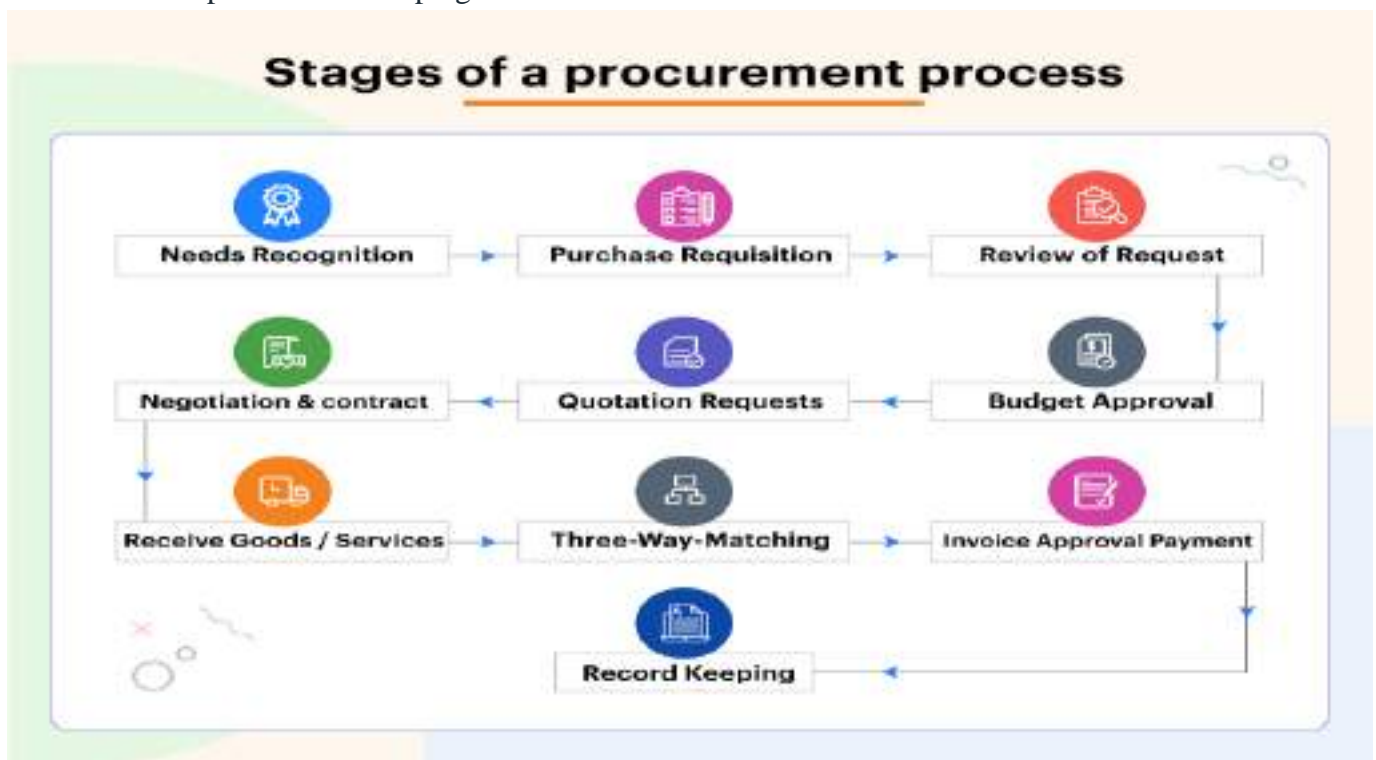 Stages of a procurement process
Needs Recognition
Purchase Requisition
Review of Request
Budget Approval
Quotation Requests
Negotiation & contract
Receive Goods / Services
Three-Way-Matching
Invoice Approval Payment
Record Keeping